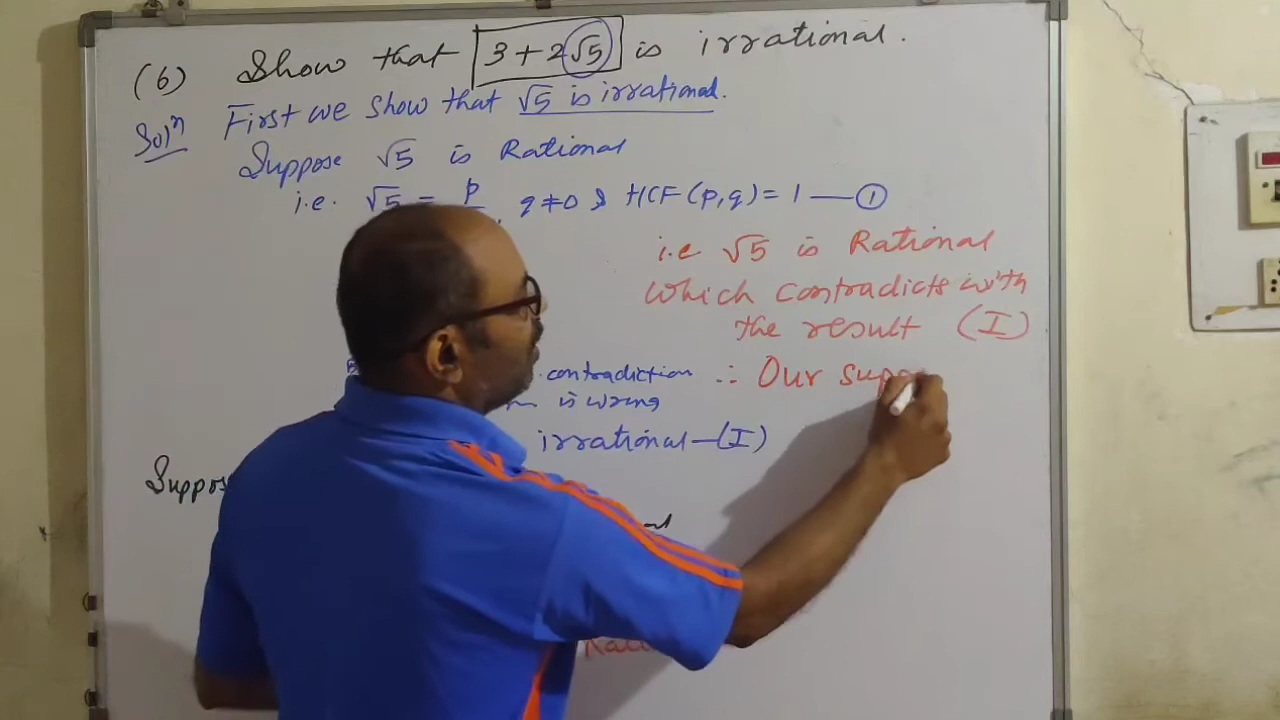 (6) Show that 3 + 2√5 is irrational.
Solⁿ First we show that √5 is irrational.
Suppose √5 is Rational
i.e. √5 = p , q ≠ 0 & HCF (p, q) = 1 — ①
contradiction
is wrong
irrational — (I)
Suppose
i.e √5 is Rational
which contradicts with
the result (I)
∴ Our suppo